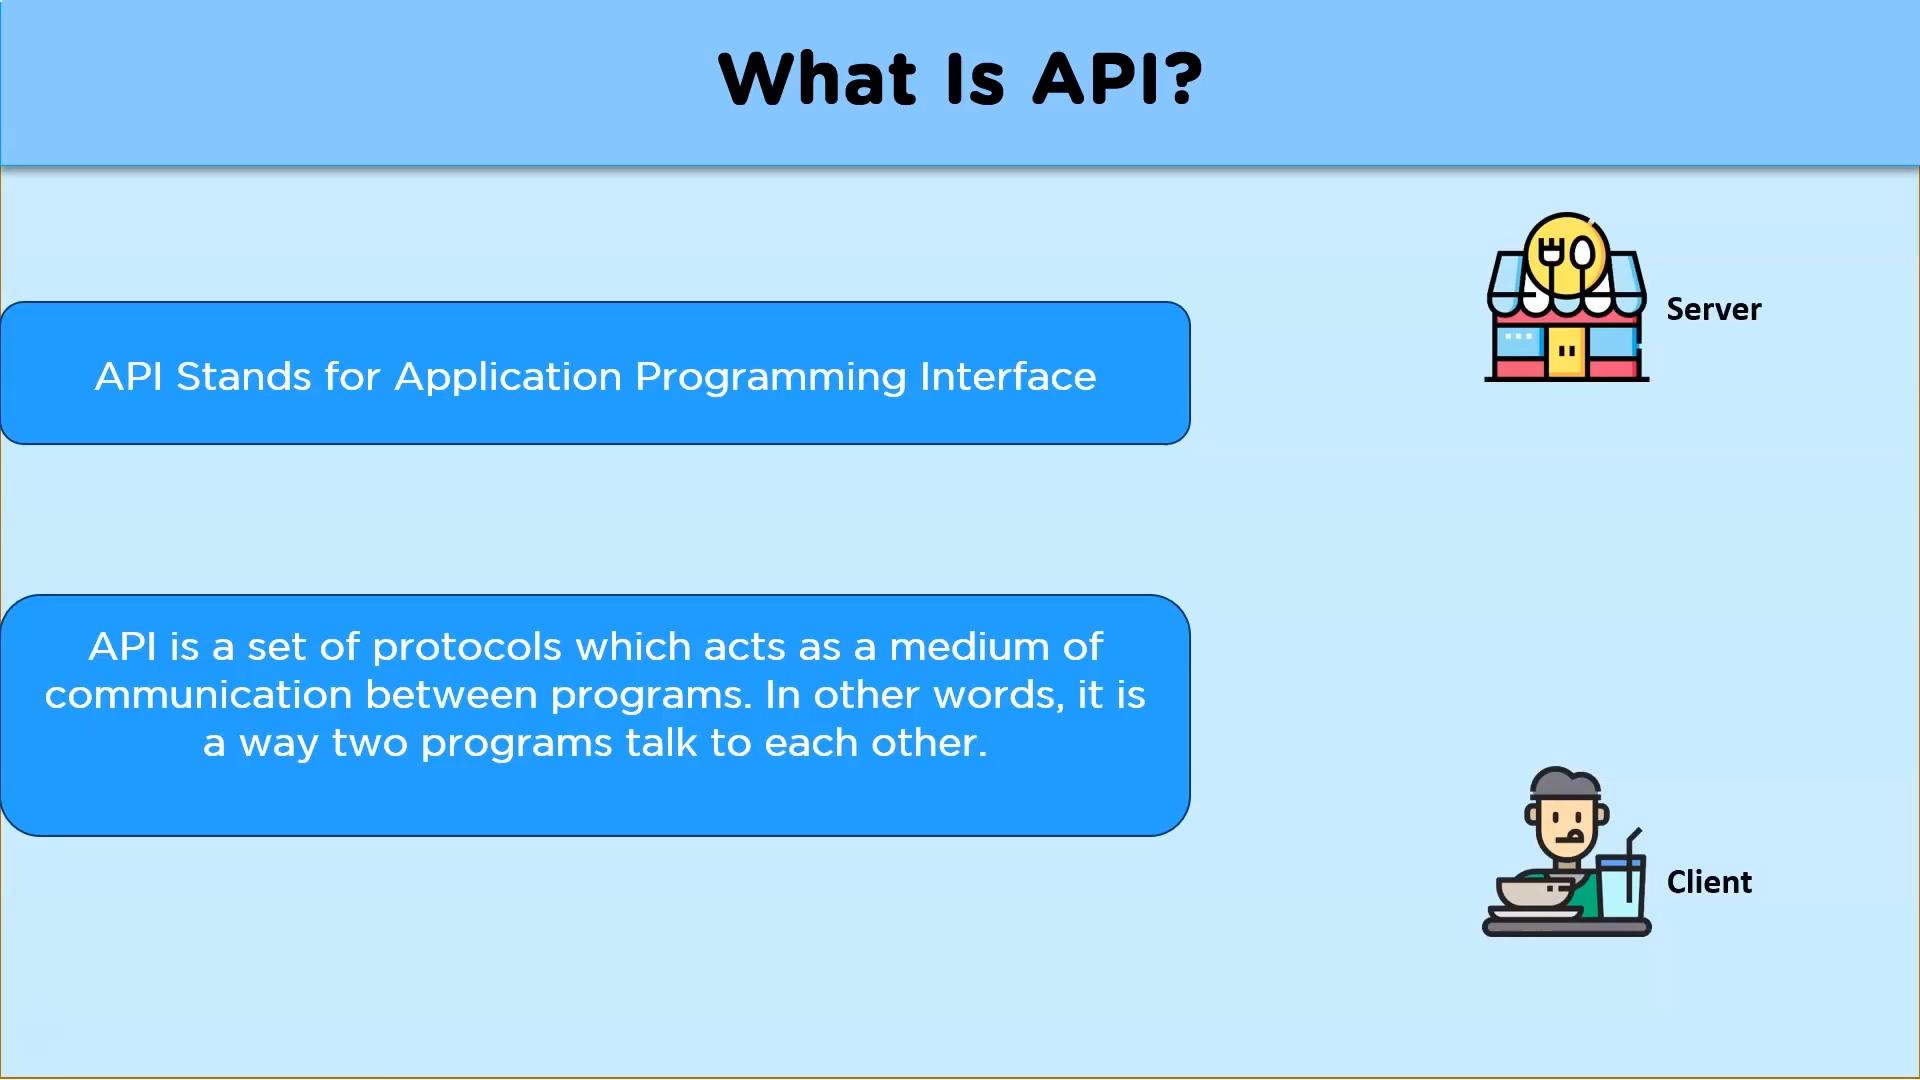 What Is API?
API Stands for Application Programming Interface
API is a set of protocols which acts as a medium of
communication between programs. In other words, it is
a way two programs talk to each other.
Server
Client